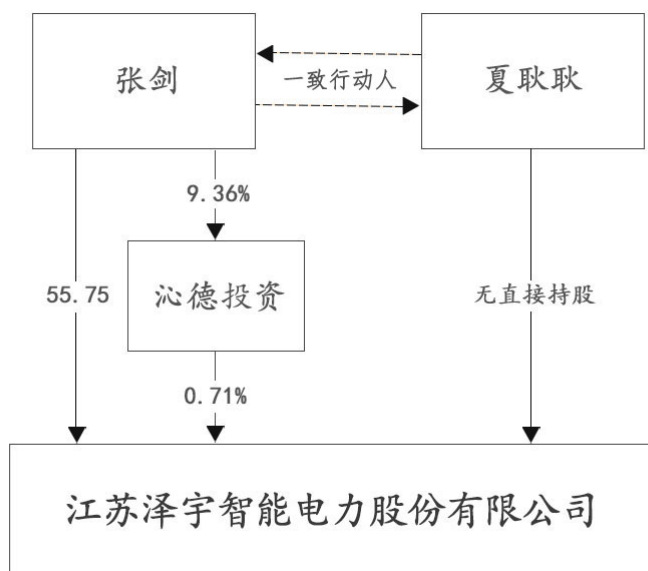 张剑
一致行动人
夏耿耿
9.36%
55.75
沁德投资
无直接持股
0.71%
江苏泽宇智能电力股份有限公司